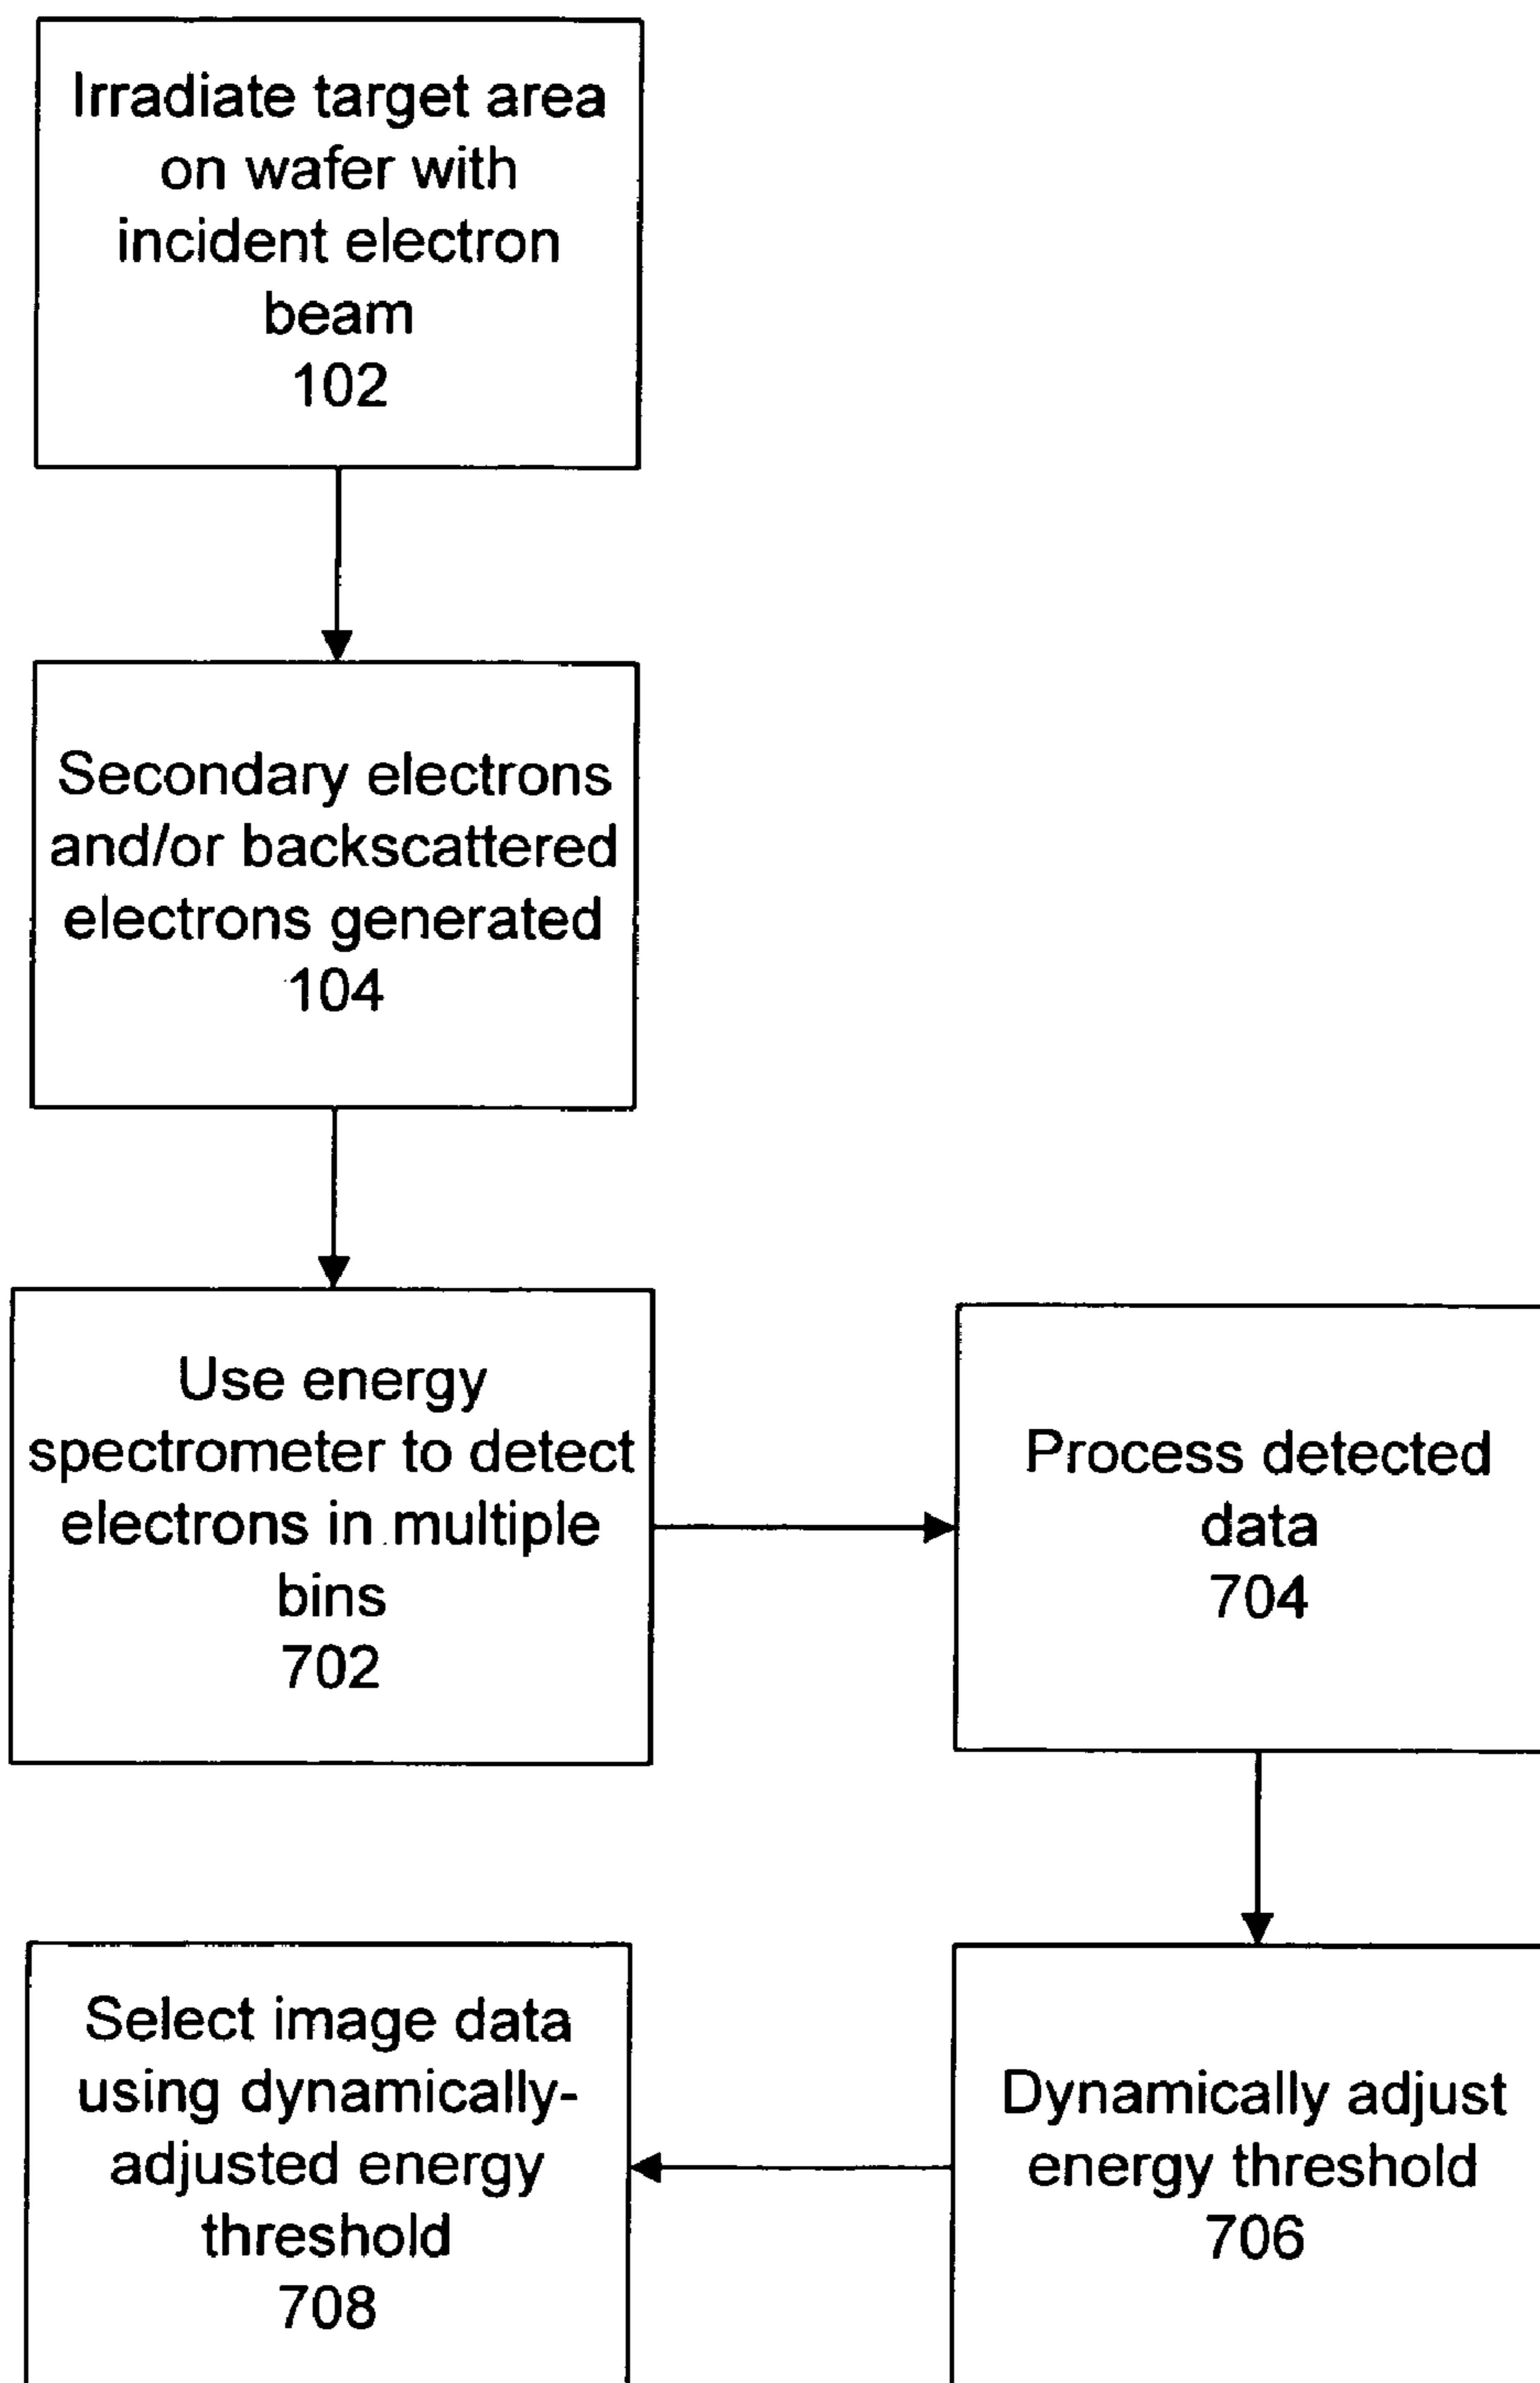 Irradiate target area
on wafer with
incident electron
beam
102
Secondary electrons
and/or backscattered
electrons generated
104
Use energy
spectrometer to detect
electrons in multiple
bins
702
Process detected
data
704
Dynamically adjust
energy threshold
706
Select image data
using dynamically-
adjusted energy
threshold
708